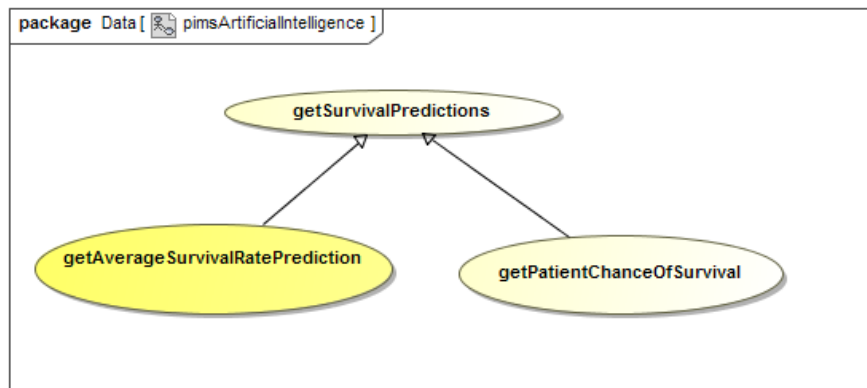 package Data [ pimsArtificialIntelligence ]
getSurvivalPredictions
getAverageSurvivalRatePrediction
getPatientChanceOfSurvival